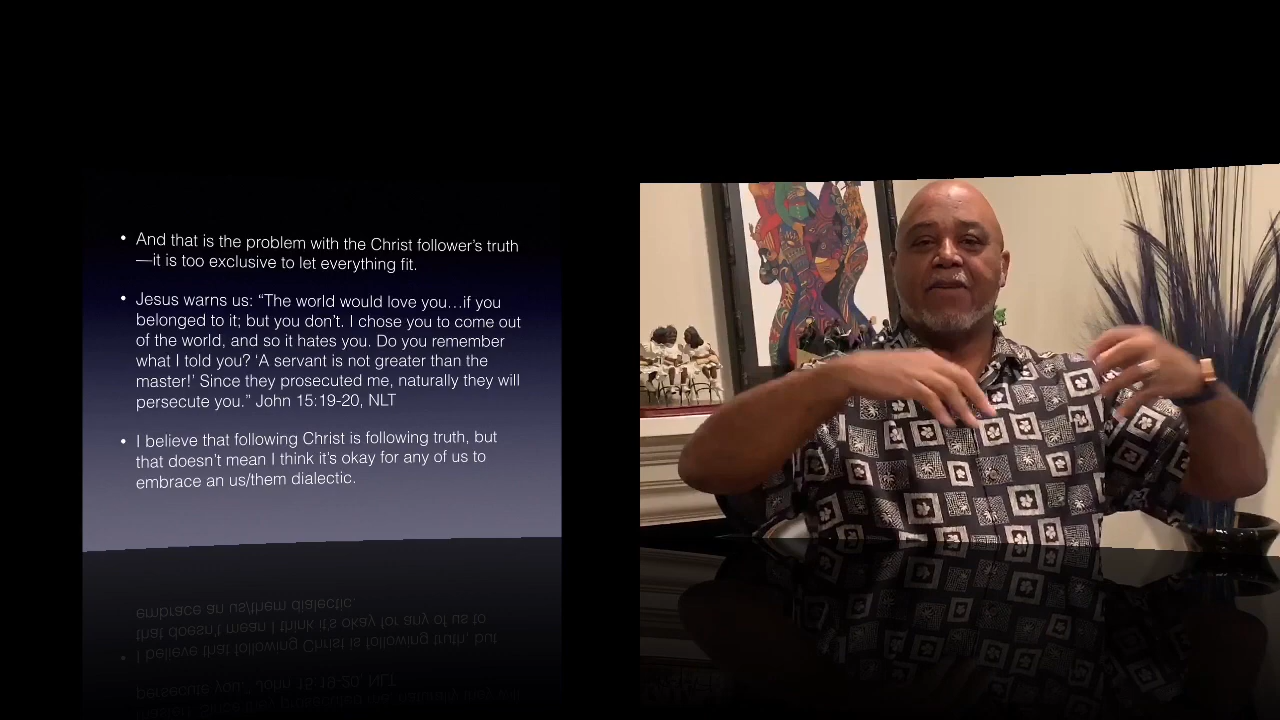 • And that is the problem with the Christ follower's truth
—it is too exclusive to let everything fit.
• Jesus warns us: “The world would love you…if you
belonged to it; but you don’t. I chose you to come out
of the world, and so it hates you. Do you remember
what I told you? ‘A servant is not greater than the
master!’ Since they prosecuted me, naturally they will
persecute you.” John 15:19-20, NLT
• I believe that following Christ is following truth, but
that doesn’t mean I think it’s okay for any of us to
embrace an us/them dialectic.